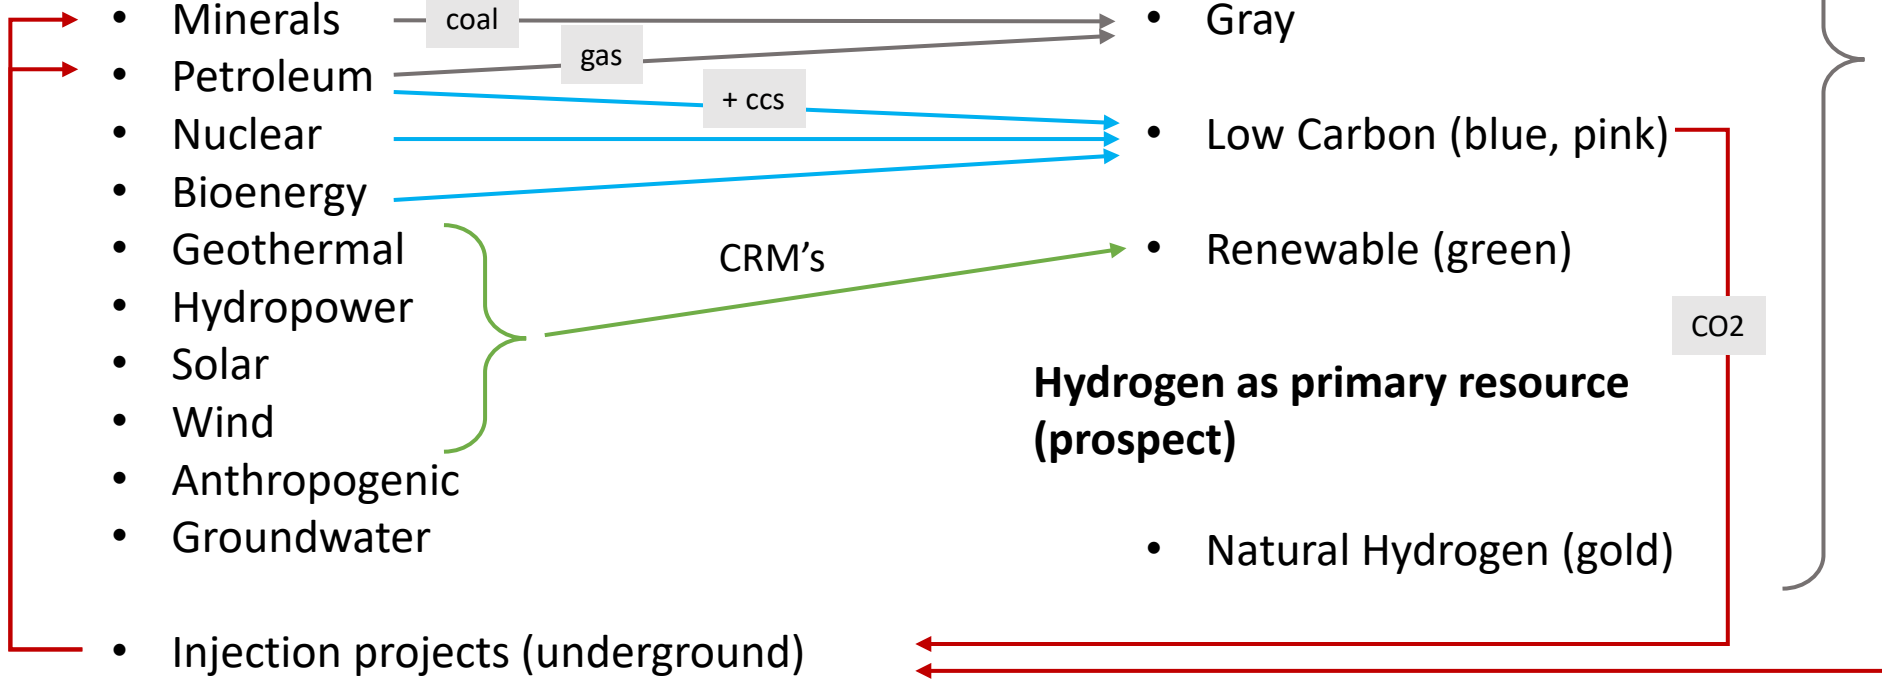 • Minerals
coal
• Gray
gas
• Petroleum
+ ccs
• Nuclear
• Low Carbon (blue, pink)
• Bioenergy
• Geothermal
CRM's
• Renewable (green)
• Hydropower
CO2
• Solar
Hydrogen as primary resource
(prospect)
• Wind
• Anthropogenic
• Groundwater
• Natural Hydrogen (gold)
• Injection projects (underground)